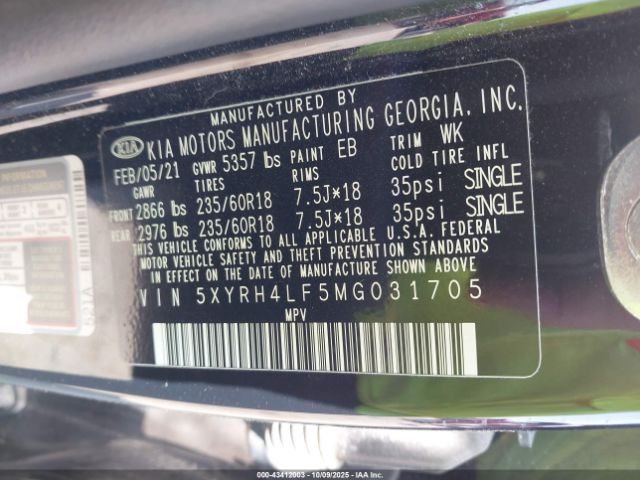 MANUFACTURED BY
KIA KIA MOTORS MANUFACTURING GEORGIA, INC.
FEB/05/21 GVWR 5357 lbs PAINT EB TRIM WK
GAWR TIRES RIMS COLD TIRE INFL
FRONT 2866 lbs 235/60R18 7.5J×18 35psi SINGLE
REAR 2976 lbs 235/60R18 7.5J×18 35psi SINGLE
THIS VEHICLE CONFORMS TO ALL APPLICABLE U.S.A. FEDERAL
MOTOR VEHICLE SAFETY AND THEFT PREVENTION STANDARDS
IN EFFECT ON THE DATE OF MANUFACTURE SHOWN ABOVE
VIN 5XYRH4LF5MG031705
MPV
000-43412003 | 10/09/2025 | IAA